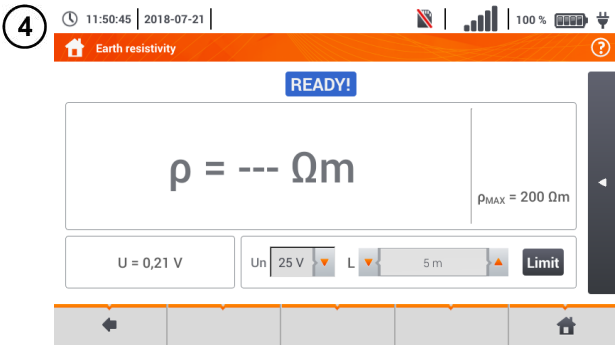 4
11:50:45 2018-07-21 100 %
Earth resistivity ?
READY!
ρ = --- Ωm
ρMAX = 200 Ωm
U = 0,21 V
Un 25 V L 5 m Limit